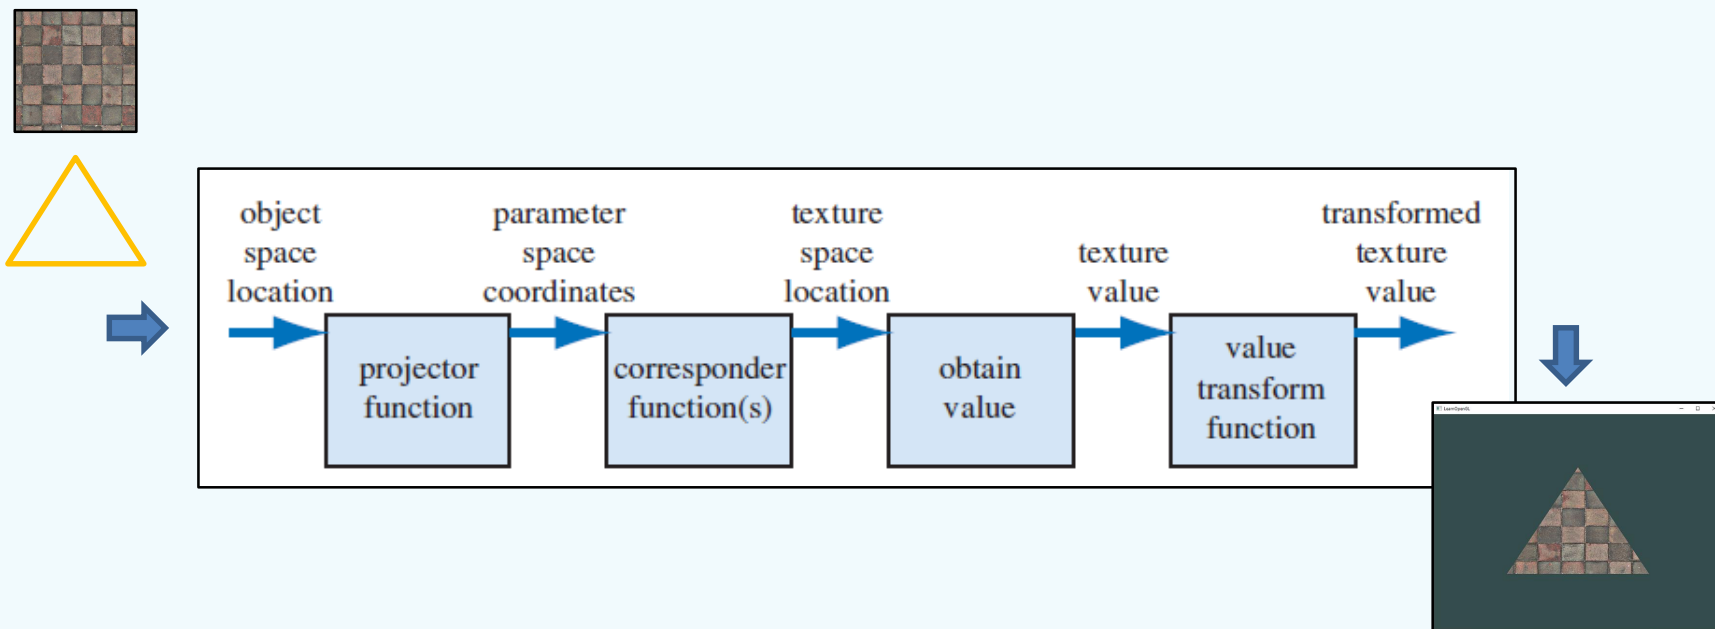 object
space
location
parameter
space
coordinates
texture
space
location
texture
value
transformed
texture
value
projector
function
corresponder
function(s)
obtain
value
value
transform
function
LearnOpenGL